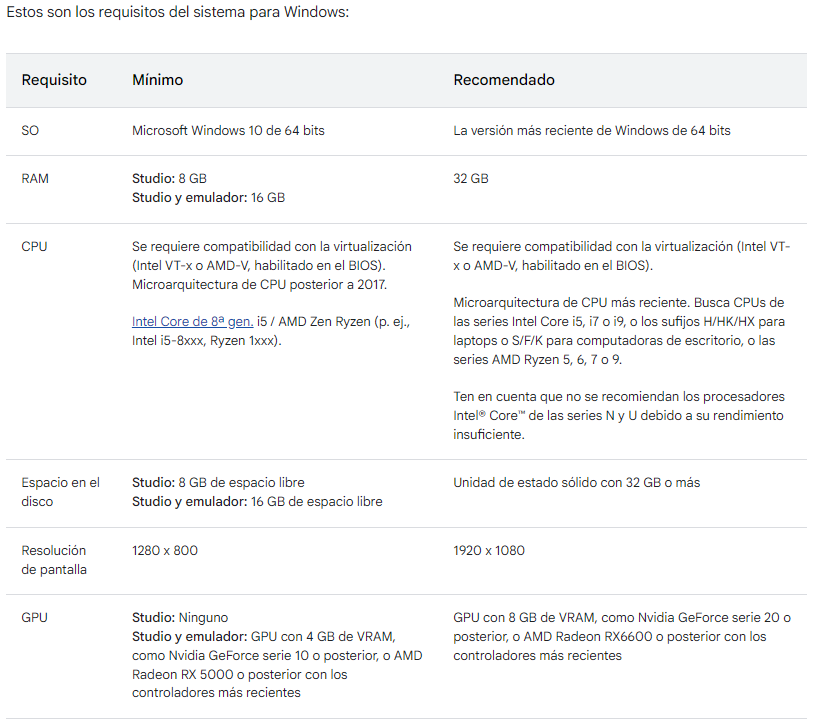 Estos son los requisitos del sistema para Windows:
Requisito Mínimo Recomendado
SO Microsoft Windows 10 de 64 bits La versión más reciente de Windows de 64 bits
RAM Studio: 8 GB 32 GB
Studio y emulador: 16 GB
CPU Se requiere compatibilidad con la virtualización
(Intel VT-x o AMD-V, habilitado en el BIOS).
Microarquitectura de CPU posterior a 2017.
Intel Core de 8ª gen. i5 / AMD Zen Ryzen (p. ej.,
Intel i5-8xxx, Ryzen 1xxx).
Se requiere compatibilidad con la virtualización (Intel VT-
x o AMD-V, habilitado en el BIOS).
Microarquitectura de CPU más reciente. Busca CPUs de
las series Intel Core i5, i7 o i9, o los sufijos H/HK/HX para
laptops o S/F/K para computadoras de escritorio, o las
series AMD Ryzen 5, 6, 7 o 9.
Ten en cuenta que no se recomiendan los procesadores
Intel® Core™ de las series N y U debido a su rendimiento
insuficiente.
Espacio en el
disco
Studio: 8 GB de espacio libre
Studio y emulador: 16 GB de espacio libre
Unidad de estado sólido con 32 GB o más
Resolución
de pantalla
1280 x 800
1920 x 1080
GPU
Studio: Ninguno
Studio y emulador: GPU con 4 GB de VRAM,
como Nvidia GeForce serie 10 o posterior, o AMD
Radeon RX 5000 o posterior con los
controladores más recientes
GPU con 8 GB de VRAM, como Nvidia GeForce serie 20 o
posterior, o AMD Radeon RX6600 o posterior con los
controladores más recientes